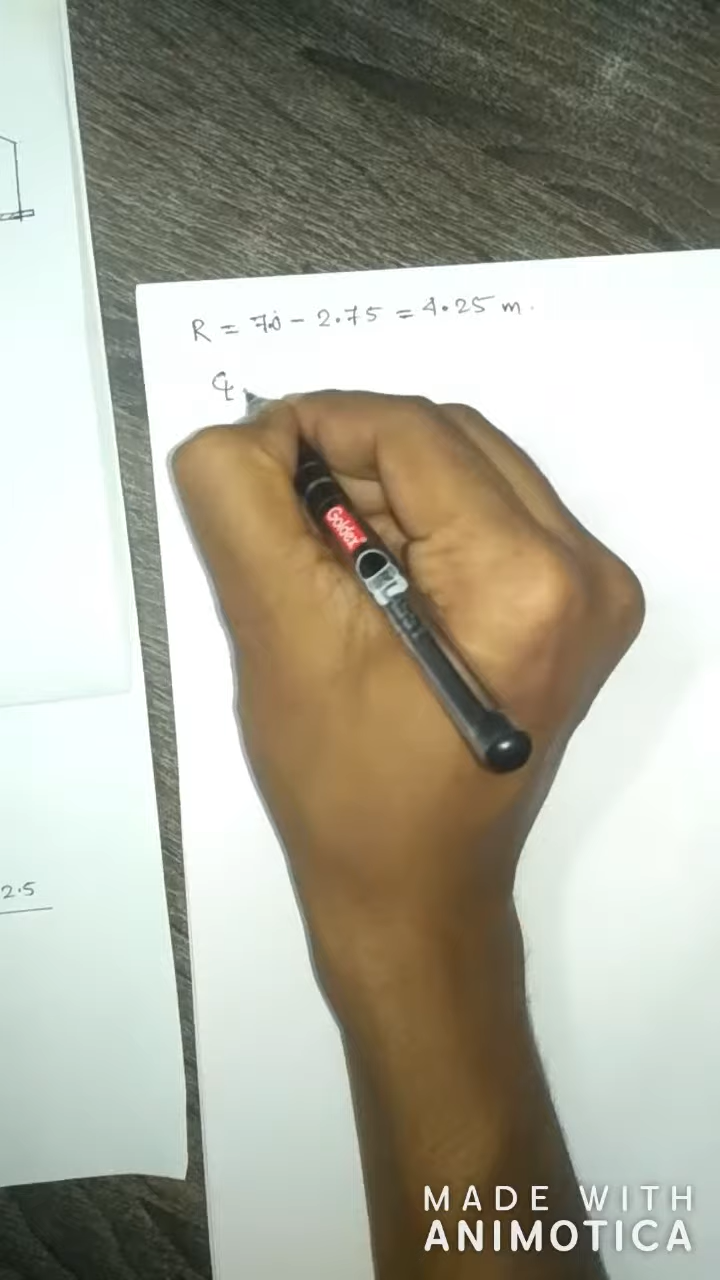 R = 7.0 - 2.75 = 4.25 m.
℄
Goldex
2.5
MADE WITH
ANIMOTICA